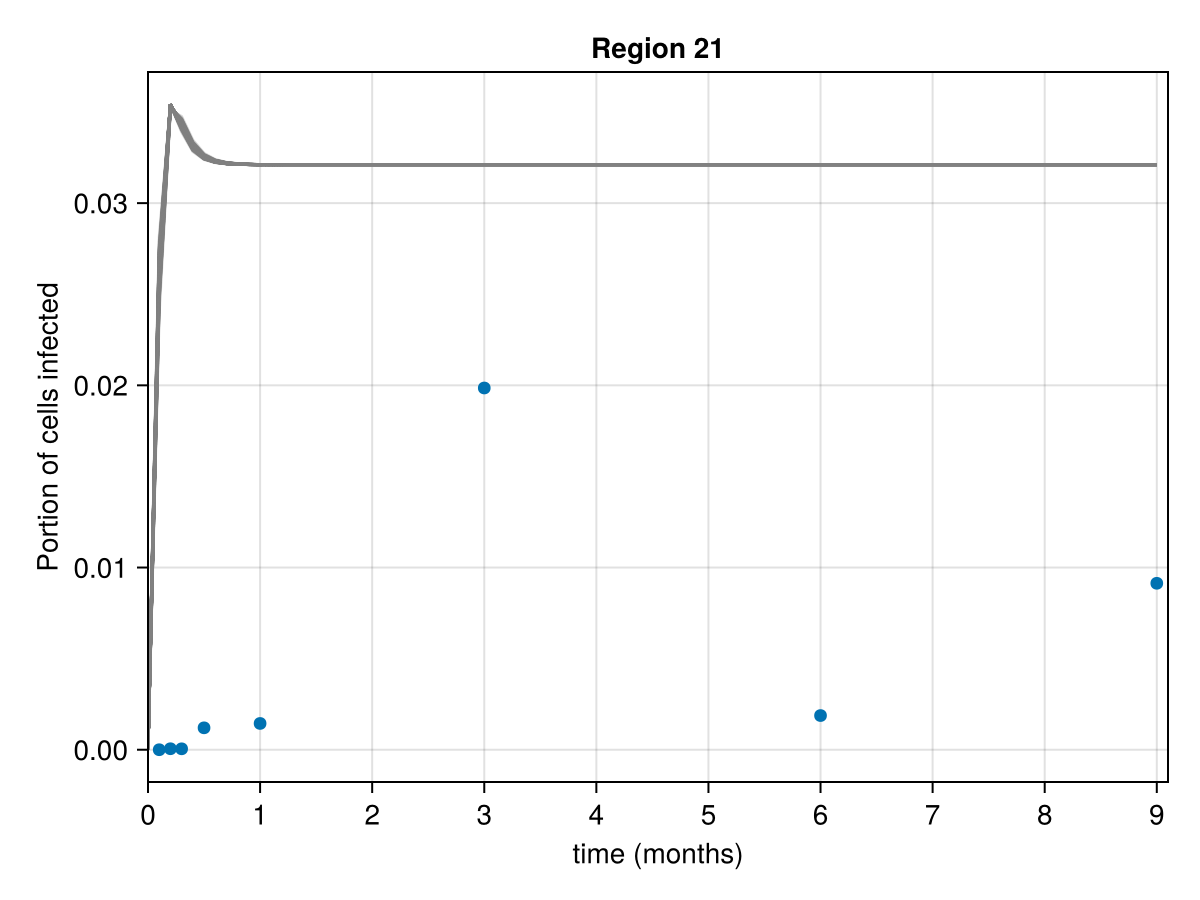 Region 21
Portion of cells infected
0.03
0.02
0.01
0.00
0 1 2 3 4 5 6 7 8 9
time (months)